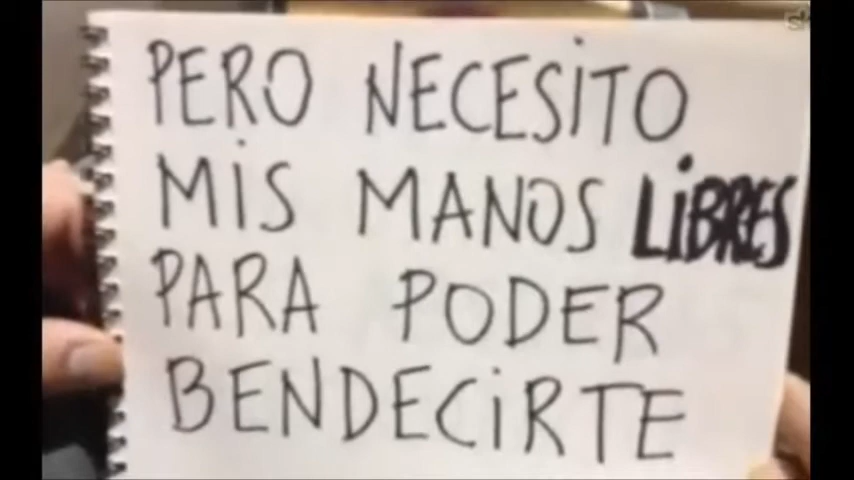 PERO NECESITO
MIS MANOS LIBRES
PARA PODER
BENDECIRTE